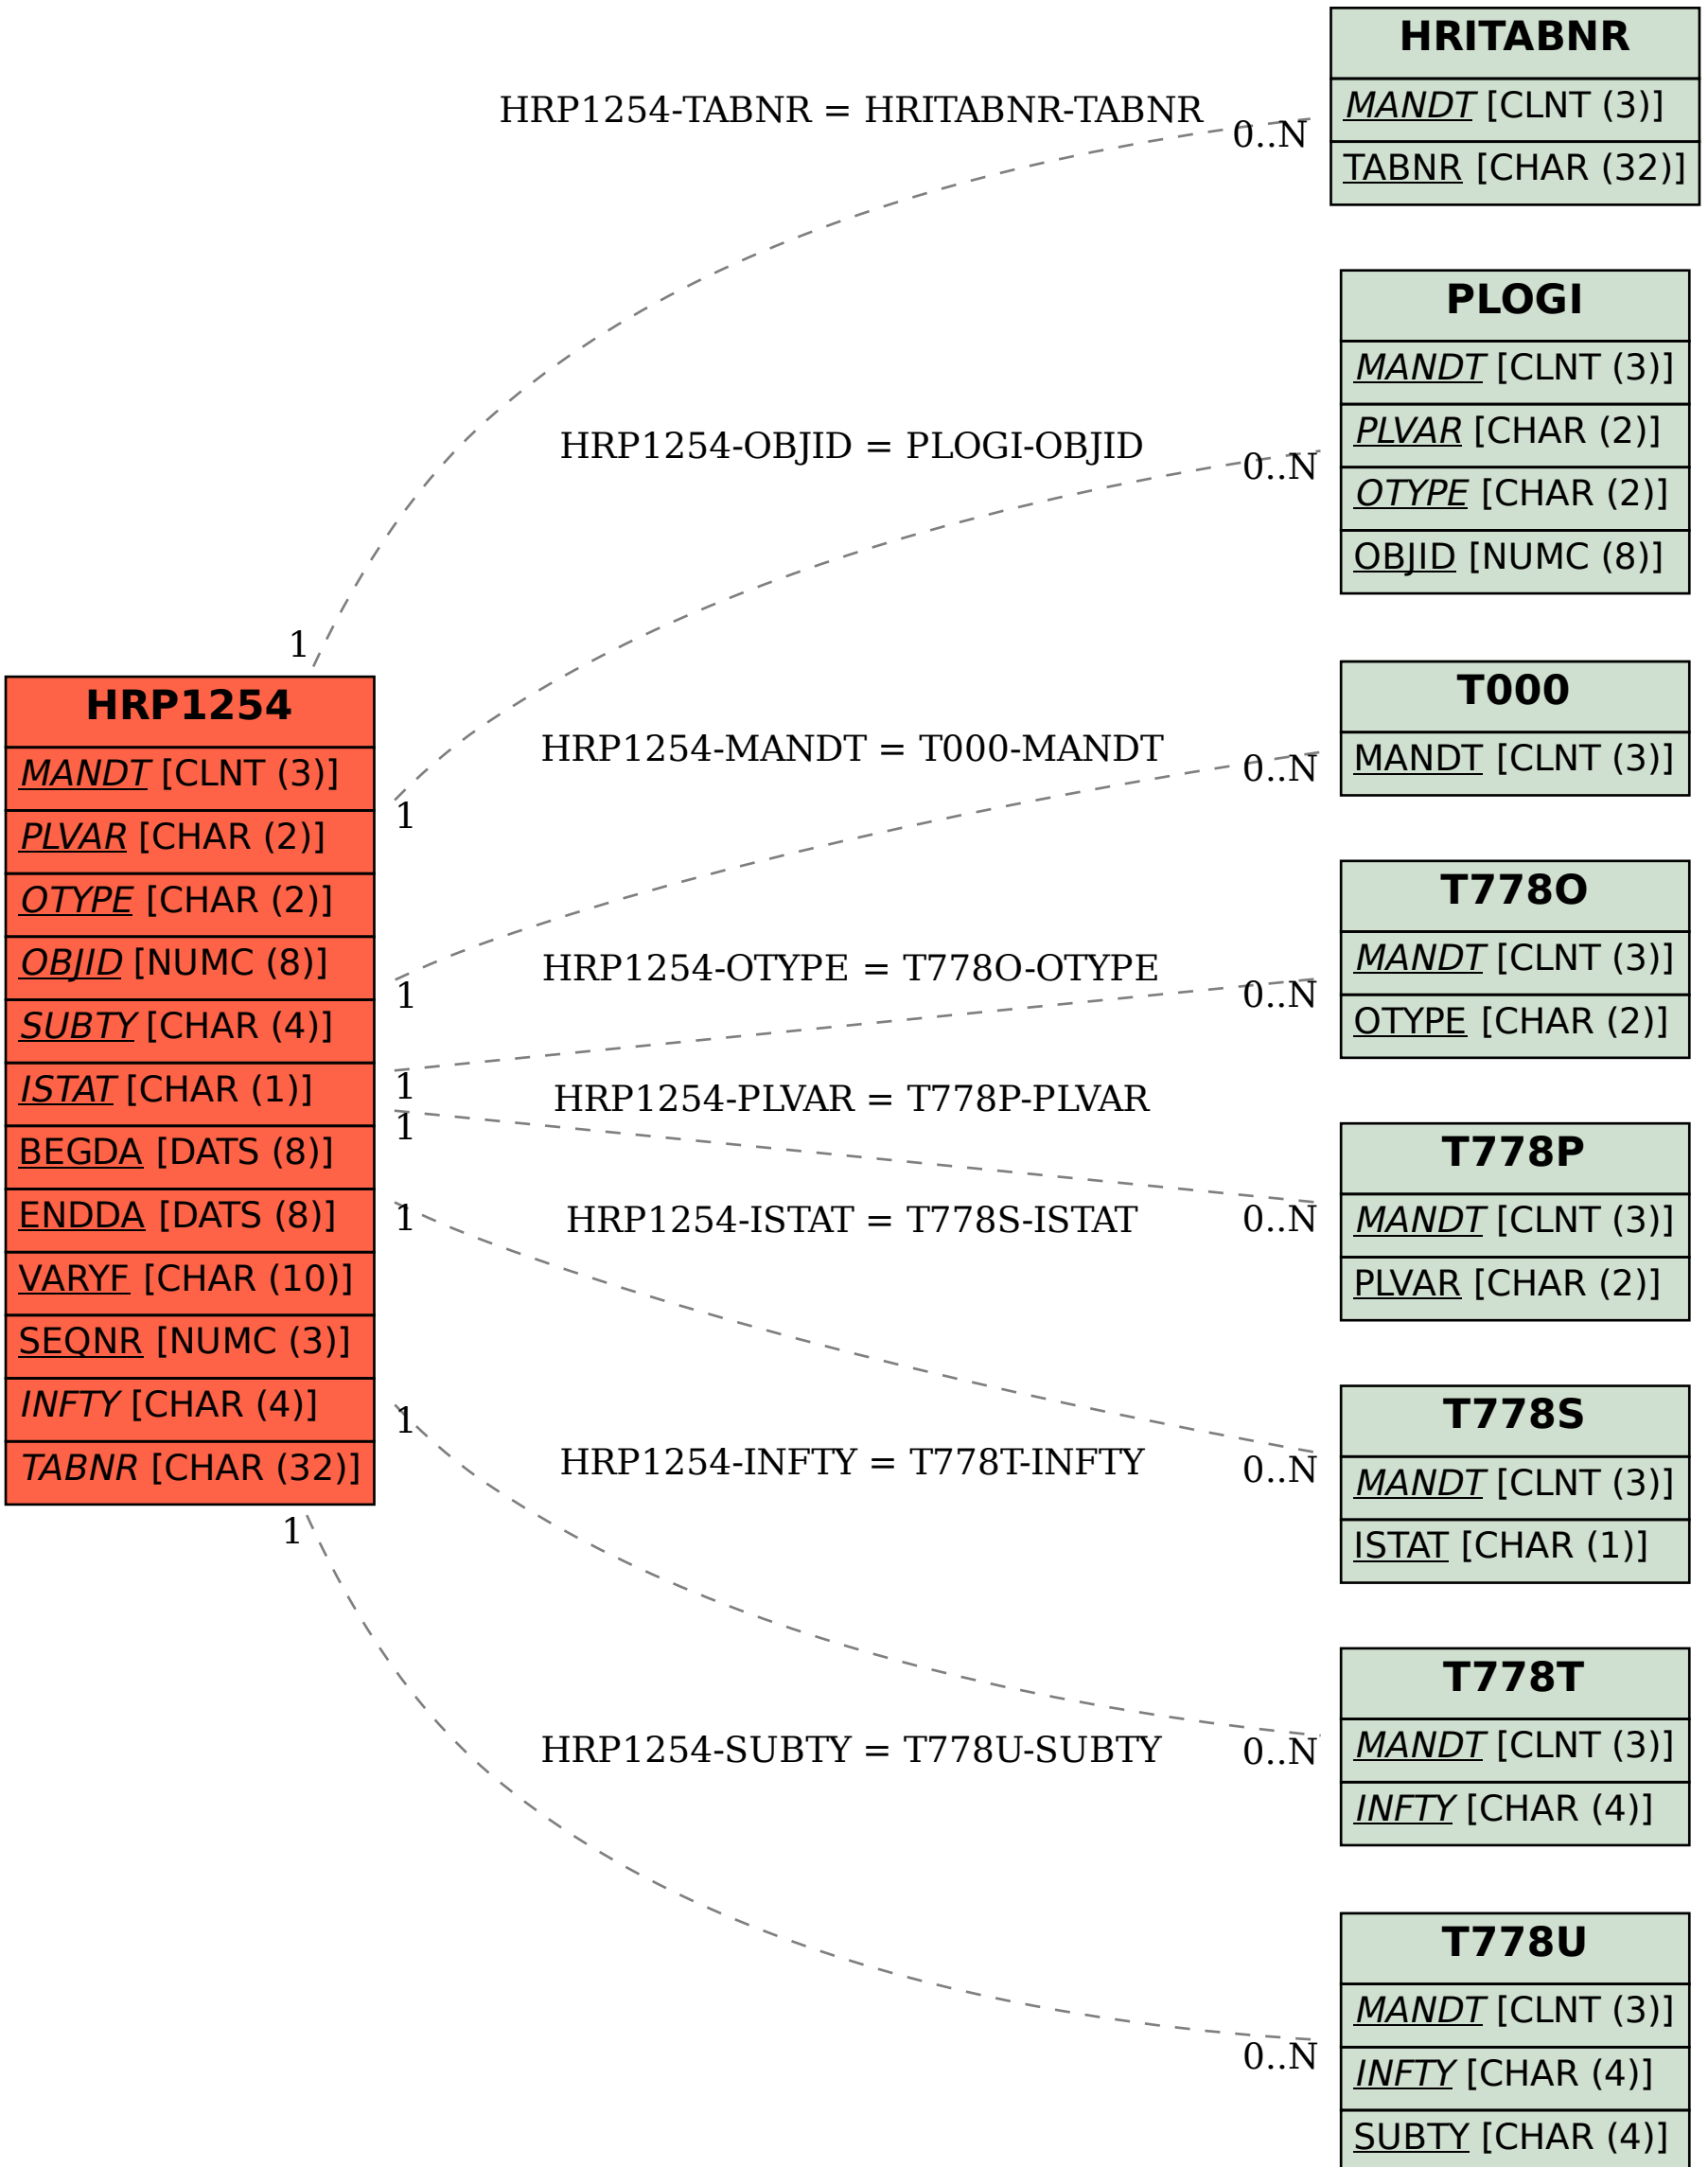 HRP1254
MANDT [CLNT (3)]
PLVAR [CHAR (2)]
OTYPE [CHAR (2)]
OBJID [NUMC (8)]
SUBTY [CHAR (4)]
ISTAT [CHAR (1)]
BEGDA [DATS (8)]
ENDDA [DATS (8)]
VARYF [CHAR (10)]
SEQNR [NUMC (3)]
INFTY [CHAR (4)]
TABNR [CHAR (32)]
HRP1254-TABNR = HRITABNR-TABNR
1
0..N
HRP1254-OBJID = PLOGI-OBJID
1
0..N
HRP1254-MANDT = T000-MANDT
1
0..N
HRP1254-OTYPE = T778O-OTYPE
1
0..N
HRP1254-PLVAR = T778P-PLVAR
1
0..N
HRP1254-ISTAT = T778S-ISTAT
1
0..N
HRP1254-INFTY = T778T-INFTY
1
0..N
HRP1254-SUBTY = T778U-SUBTY
1
0..N
HRITABNR
MANDT [CLNT (3)]
TABNR [CHAR (32)]
PLOGI
MANDT [CLNT (3)]
PLVAR [CHAR (2)]
OTYPE [CHAR (2)]
OBJID [NUMC (8)]
T000
MANDT [CLNT (3)]
T778O
MANDT [CLNT (3)]
OTYPE [CHAR (2)]
T778P
MANDT [CLNT (3)]
PLVAR [CHAR (2)]
T778S
MANDT [CLNT (3)]
ISTAT [CHAR (1)]
T778T
MANDT [CLNT (3)]
INFTY [CHAR (4)]
T778U
MANDT [CLNT (3)]
INFTY [CHAR (4)]
SUBTY [CHAR (4)]